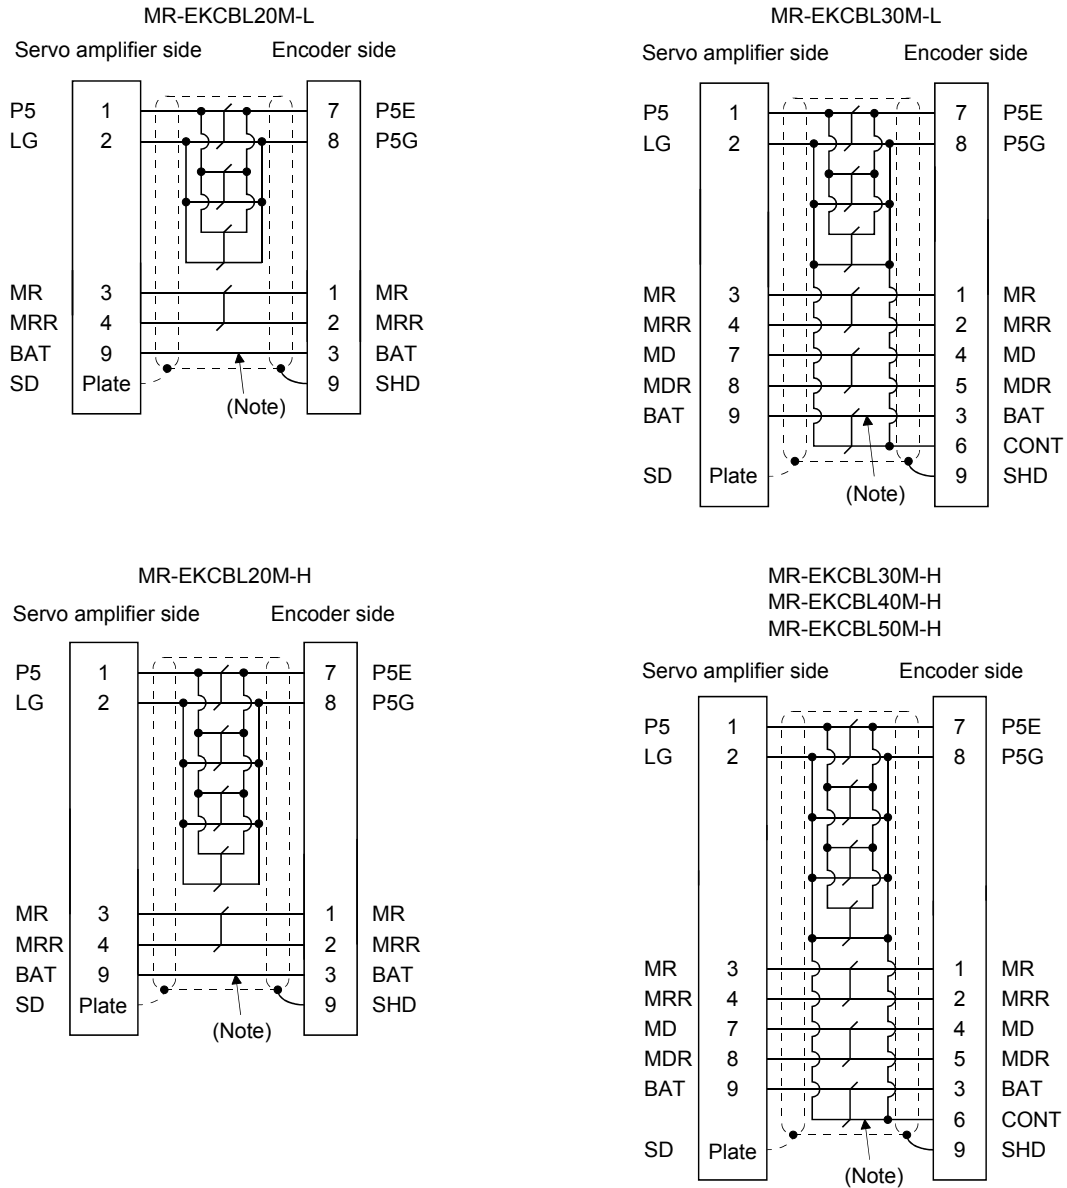 MR-EKCBL20M-L
Servo amplifier side Encoder side
P5 1 7 P5E
LG 2 8 P5G
MR 3 1 MR
MRR 4 2 MRR
BAT 9 3 BAT
SD Plate 9 SHD
(Note)
MR-EKCBL30M-L
Servo amplifier side Encoder side
P5 1 7 P5E
LG 2 8 P5G
MR 3 1 MR
MRR 4 2 MRR
MD 7 4 MD
MDR 8 5 MDR
BAT 9 3 BAT
6 CONT
SD Plate 9 SHD
(Note)
MR-EKCBL20M-H
Servo amplifier side Encoder side
P5 1 7 P5E
LG 2 8 P5G
MR 3 1 MR
MRR 4 2 MRR
BAT 9 3 BAT
SD Plate 9 SHD
(Note)
MR-EKCBL30M-H
MR-EKCBL40M-H
MR-EKCBL50M-H
Servo amplifier side Encoder side
P5 1 7 P5E
LG 2 8 P5G
MR 3 1 MR
MRR 4 2 MRR
MD 7 4 MD
MDR 8 5 MDR
BAT 9 3 BAT
6 CONT
SD Plate 9 SHD
(Note)